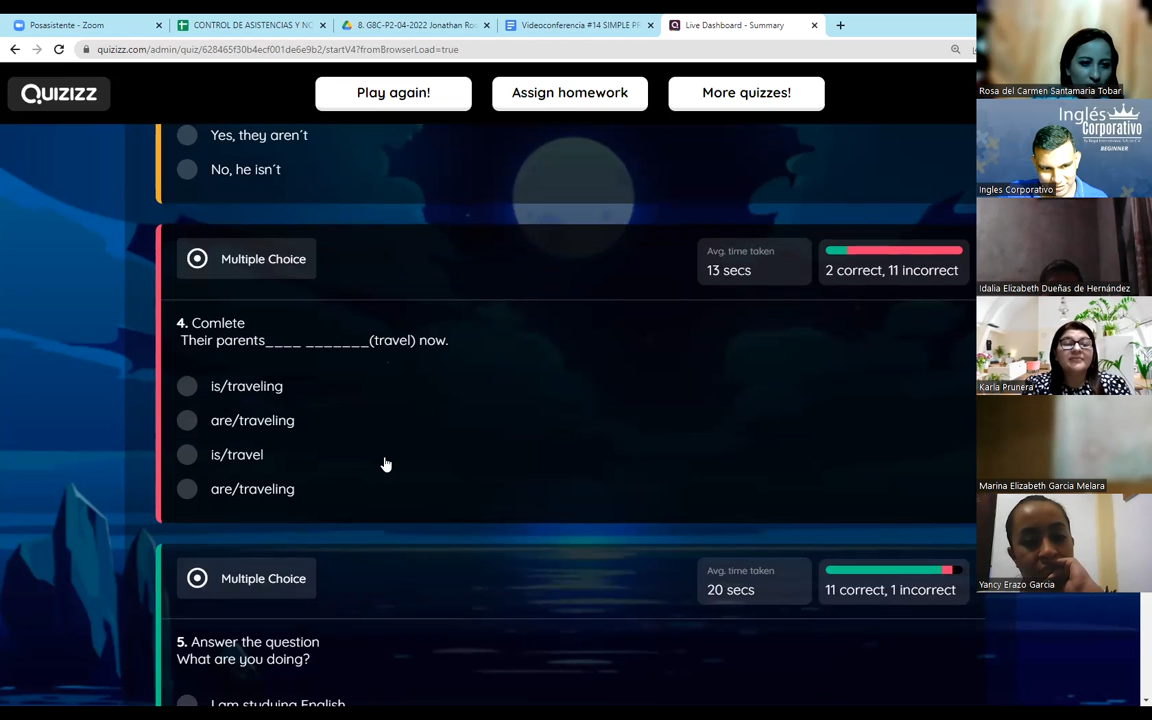 Posasistente - Zoom
CONTROL DE ASISTENCIAS Y NO
8. GBC-P2-04-2022 Jonathan Ro
Videoconferencia #14 SIMPLE PR
Live Dashboard - Summary
quizizz.com/admin/quiz/628465f30b4ecf001de6e9b2/startV4?fromBrowserLoad=true
Quizizz
Play again!
Assign homework
More quizzes!
Yes, they aren´t
No, he isn´t
Multiple Choice
Avg. time taken
13 secs
2 correct, 11 incorrect
4. Comlete
Their parents____ _______(travel) now.
is/traveling
are/traveling
is/travel
are/traveling
Multiple Choice
Avg. time taken
20 secs
11 correct, 1 incorrect
5. Answer the question
What are you doing?
I am studying English
Rosa del Carmen Santamaria Tobar
Inglés
Corporativo
BEGINNER
Ingles Corporativo
Idalia Elizabeth Dueñas de Hernández
Karla Prunera
Marina Elizabeth Garcia Melara
Yancy Erazo Garcia